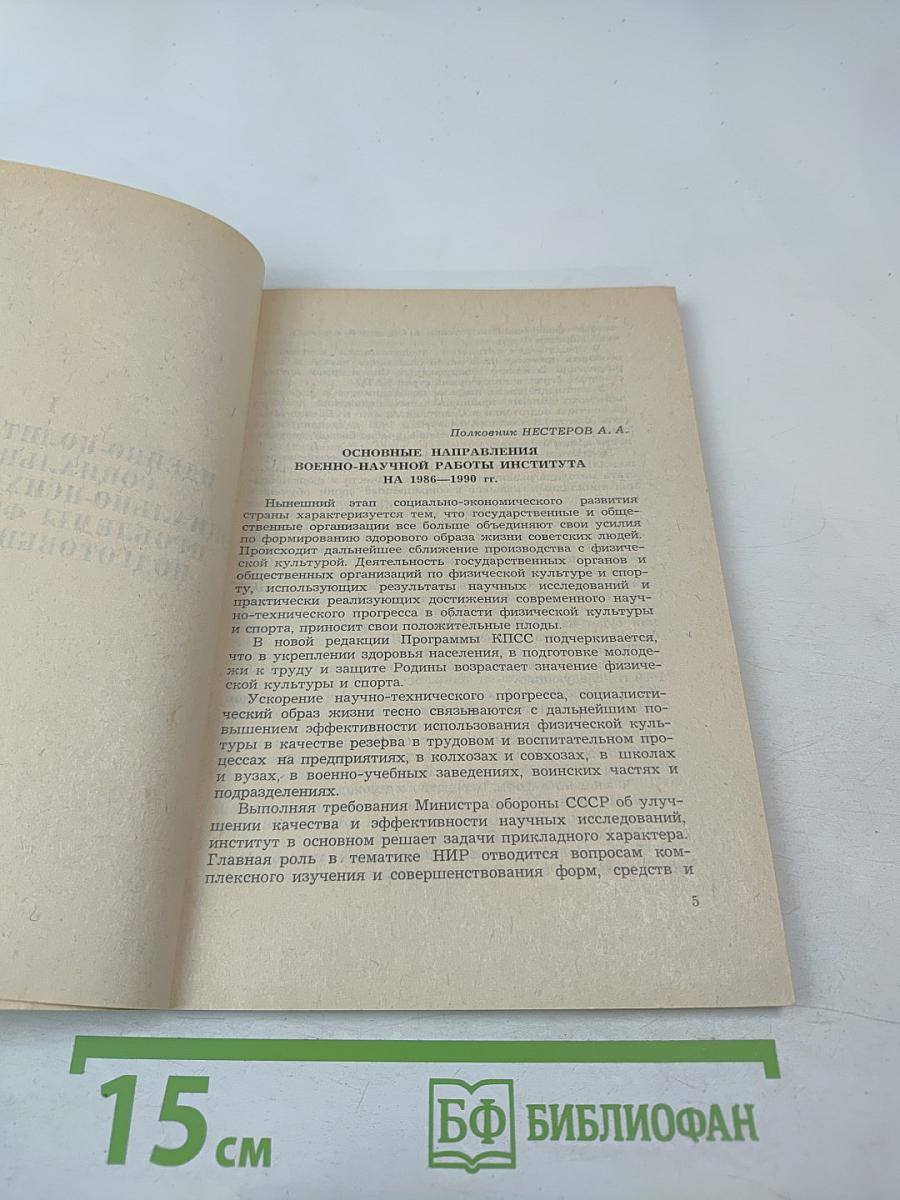 Полковник НЕСТЕРОВ А. А.
ОСНОВНЫЕ НАПРАВЛЕНИЯ
ВОЕННО-НАУЧНОЙ РАБОТЫ ИНСТИТУТА
НА 1986—1990 гг.
Нынешний этап социально-экономического развития
страны характеризуется тем, что государственные и обще-
ственные организации все больше объединяют свои усилия
по формированию здорового образа жизни советских людей.
Происходит дальнейшее сближение производства с физиче-
ской культурой. Деятельность государственных органов и
общественных организаций по физической культуре и спор-
ту, использующих результаты научных исследований и
практически реализующих достижения современного науч-
но-технического прогресса в области физической культуры
и спорта, приносит свои положительные плоды.
В новой редакции Программы КПСС подчеркивается,
что в укреплении здоровья населения, в подготовке молоде-
жи к труду и защите Родины возрастает значение физиче-
ской культуры и спорта.
Ускорение научно-технического прогресса, социалисти-
ческий образ жизни тесно связываются с дальнейшим по-
вышением эффективности использования физической куль-
туры в качестве резерва в трудовом и воспитательном про-
цессах на предприятиях, в колхозах и совхозах, в школах
и вузах, в военно-учебных заведениях, воинских частях и
подразделениях.
Выполняя требования Министра обороны СССР об улуч-
шении качества и эффективности научных исследований,
институт в основном решает задачи прикладного характера.
Главная роль в тематике НИР отводится вопросам ком-
плексного изучения и совершенствования форм, средств и
5
15 см
БФ БИБЛИОФАН